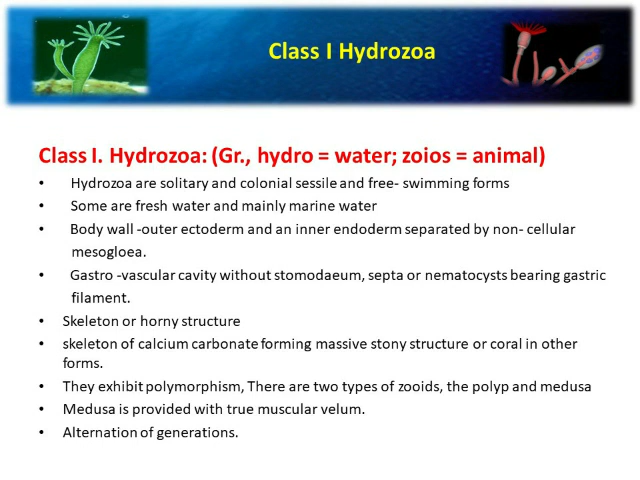 Class I Hydrozoa
Class I. Hydrozoa: (Gr., hydro = water; zoios = animal)
• Hydrozoa are solitary and colonial sessile and free- swimming forms
• Some are fresh water and mainly marine water
• Body wall -outer ectoderm and an inner endoderm separated by non- cellular
mesogloea.
• Gastro -vascular cavity without stomodaeum, septa or nematocysts bearing gastric
filament.
• Skeleton or horny structure
• skeleton of calcium carbonate forming massive stony structure or coral in other
forms.
• They exhibit polymorphism, There are two types of zooids, the polyp and medusa
• Medusa is provided with true muscular velum.
• Alternation of generations.